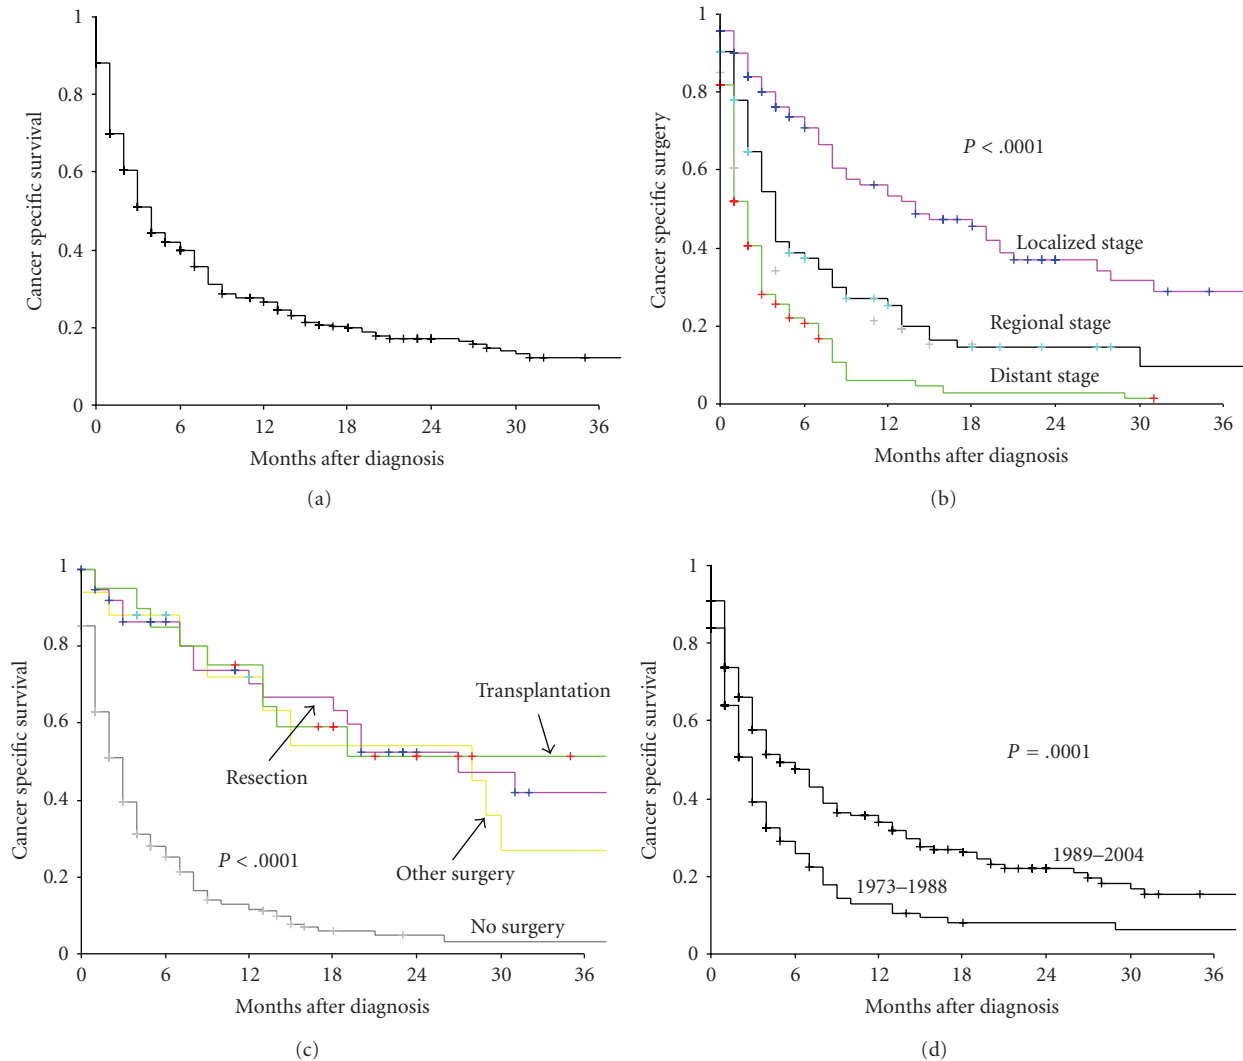 1
0.8
0.6
0.4
0.2
0
Cancer specific survival
0 6 12 18 24 30 36
Months after diagnosis
(a)
1
0.8
0.6
0.4
0.2
0
Cancer specific surgery
P < .0001
Localized stage
Regional stage
Distant stage
0 6 12 18 24 30 36
Months after diagnosis
(b)
1
0.8
0.6
0.4
0.2
0
Cancer specific survival
Transplantation
Resection
P < .0001
Other surgery
No surgery
0 6 12 18 24 30 36
Months after diagnosis
(c)
1
0.8
0.6
0.4
0.2
0
Cancer specific survival
P = .0001
1989–2004
1973–1988
0 6 12 18 24 30 36
Months after diagnosis
(d)